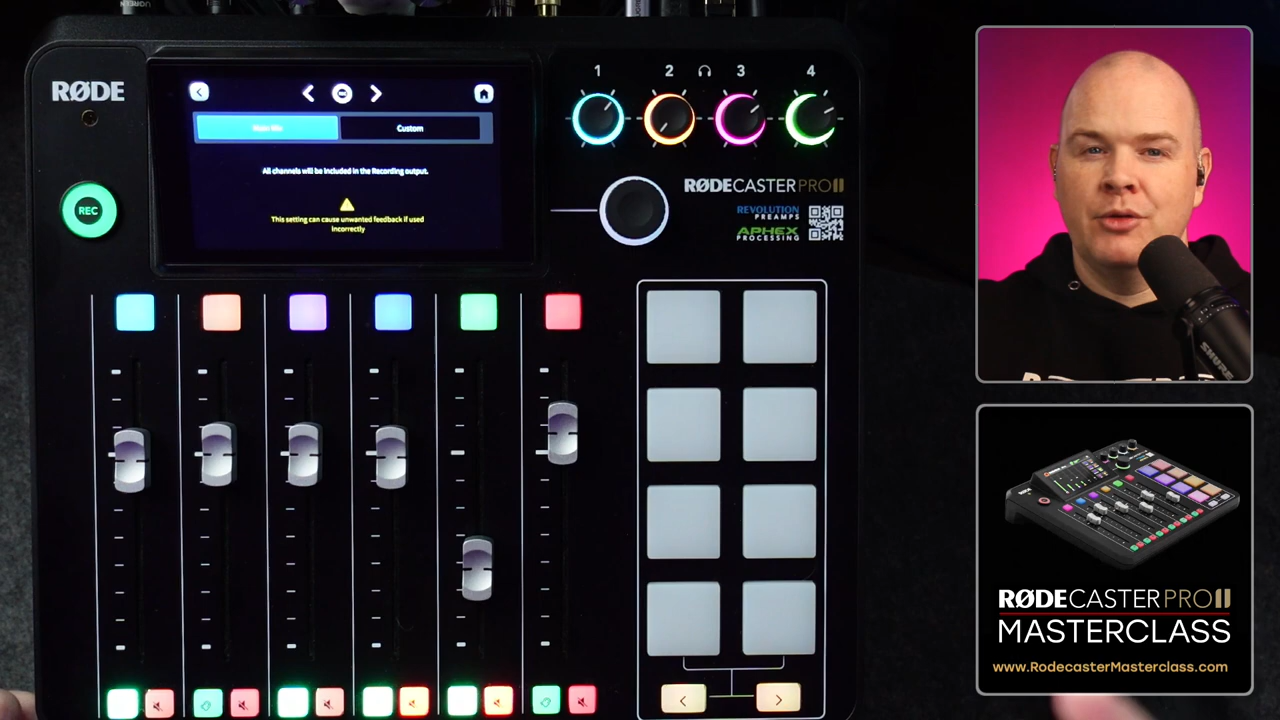 RØDE
REC
Custom
All channels will be included in the Recording output.
This setting can cause unwanted feedback if used
incorrectly
1 2 3 4
RØDECASTER PRO II
REVOLUTION
PREAMPS
APHEX
PROCESSING
SHURE
RØDECASTER PRO II
MASTERCLASS
www.RodecasterMasterclass.com